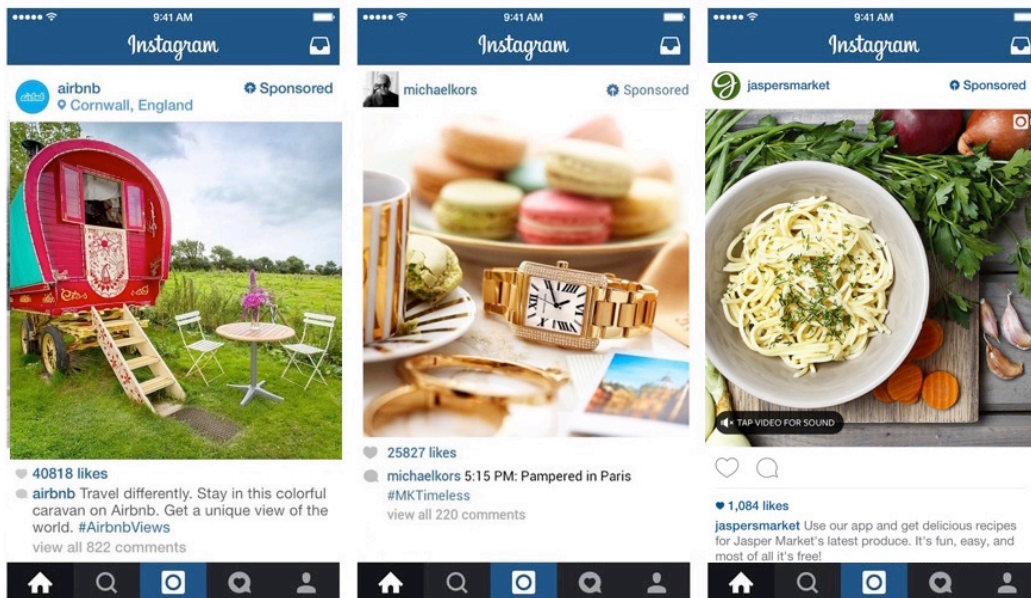 9:41 AM
Instagram
airbnb
airbnb
Sponsored
Cornwall, England
40818 likes
airbnb Travel differently. Stay in this colorful
caravan on Airbnb. Get a unique view of the
world. #AirbnbViews
view all 822 comments
9:41 AM
Instagram
michaelkors
Sponsored
25827 likes
michaelkors 5:15 PM: Pampered in Paris
#MKTimeless
view all 220 comments
9:41 AM
Instagram
jaspersmarket
Sponsored
TAP VIDEO FOR SOUND
1,084 likes
jaspersmarket Use our app and get delicious recipes
for Jasper Market's latest produce. It's fun, easy, and
most of all it's free!